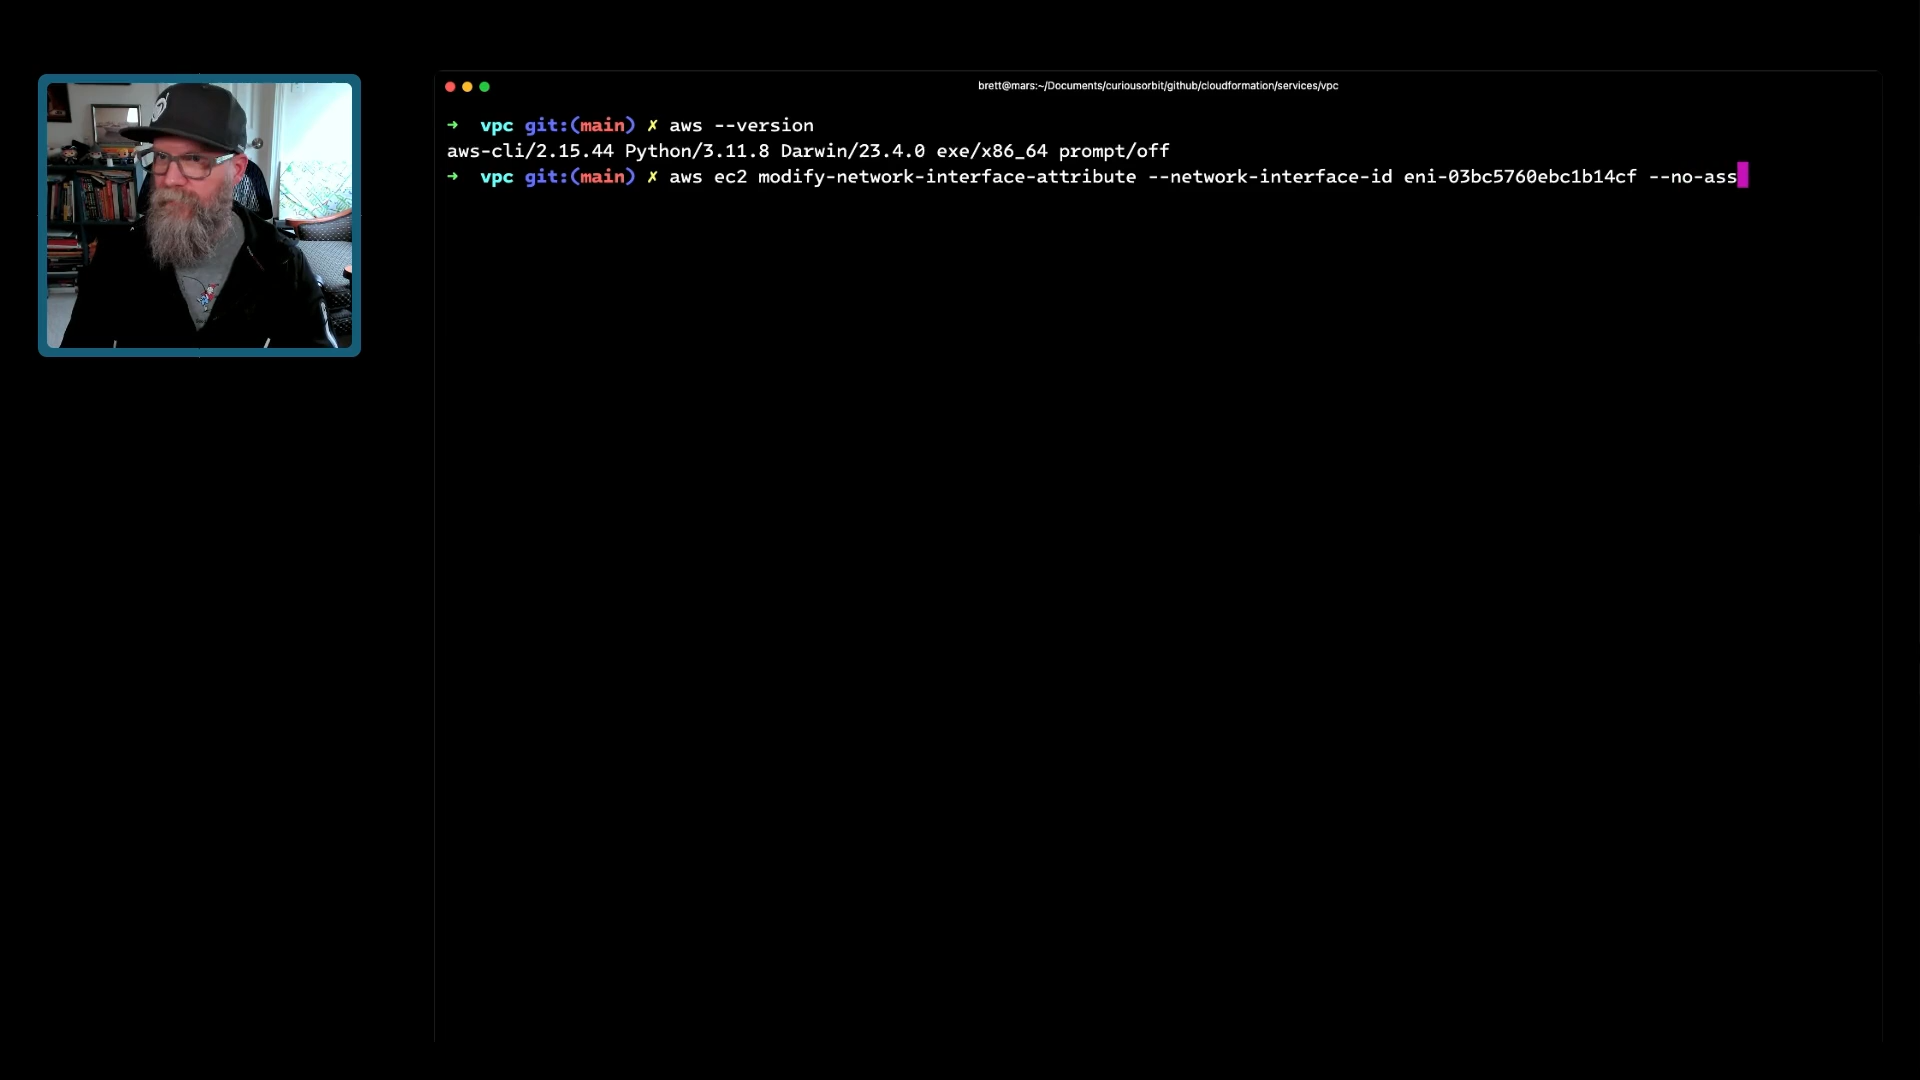 brett@mars:~/Documents/curiousorbit/github/cloudformation/services/vpc
➜ vpc git:(main) ✗ aws --version
aws-cli/2.15.44 Python/3.11.8 Darwin/23.4.0 exe/x86_64 prompt/off
➜ vpc git:(main) ✗ aws ec2 modify-network-interface-attribute --network-interface-id eni-03bc5760ebc1b14cf --no-ass